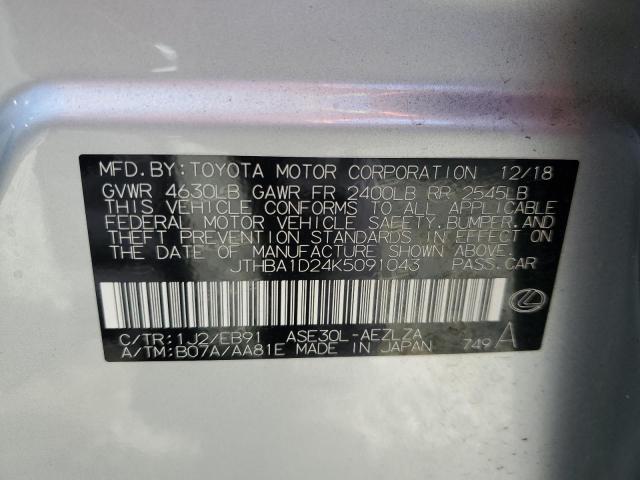 MFD.BY:TOYOTA MOTOR CORPORATION 12/18
GVWR 4630LB GAWR FR 2400LB RR 2545LB
THIS VEHICLE CONFORMS TO ALL APPLICABLE
FEDERAL MOTOR VEHICLE SAFETY,BUMPER,AND
THEFT PREVENTION STANDARDS IN EFFECT ON
THE DATE OF MANUFACTURE SHOWN ABOVE.
JTHBA1D24K5091043 PASS.CAR
C/TR:1J2/EB91 ASE30L-AEZLZA
A/TM:B07A/AA81E MADE IN JAPAN 749 A